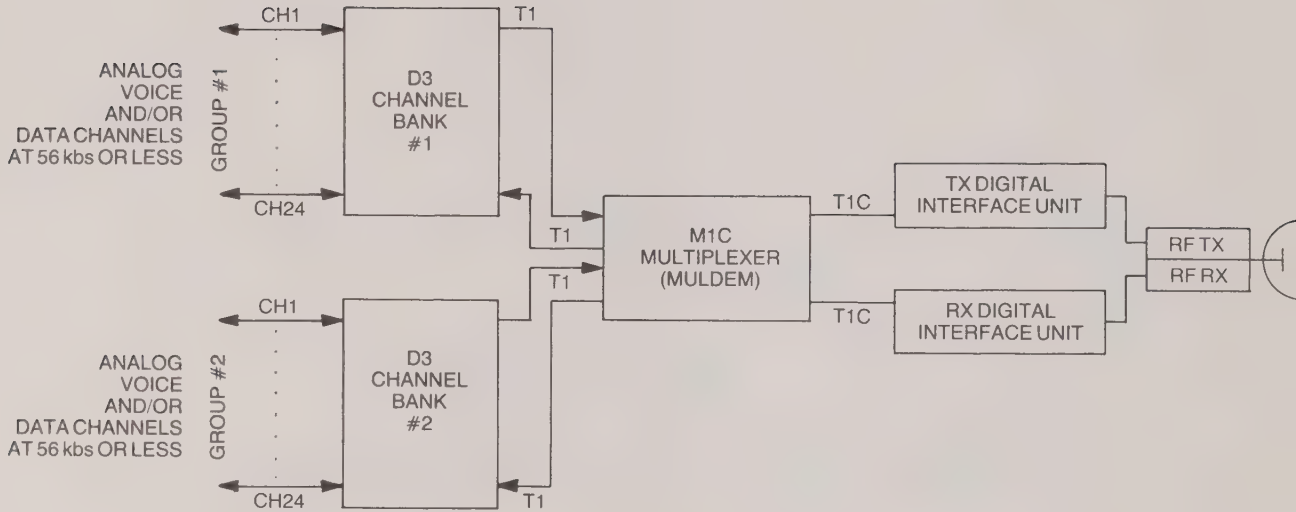 CH1
ANALOG
VOICE
AND/OR
DATA CHANNELS
AT 56 kbs OR LESS
GROUP #1
CH24
D3
CHANNEL
BANK
#1
T1
T1
CH1
ANALOG
VOICE
AND/OR
DATA CHANNELS
AT 56 kbs OR LESS
GROUP #2
CH24
D3
CHANNEL
BANK
#2
T1
T1
M1C
MULTIPLEXER
(MULDEM)
T1C
T1C
TX DIGITAL
INTERFACE UNIT
RX DIGITAL
INTERFACE UNIT
RF TX
RF RX